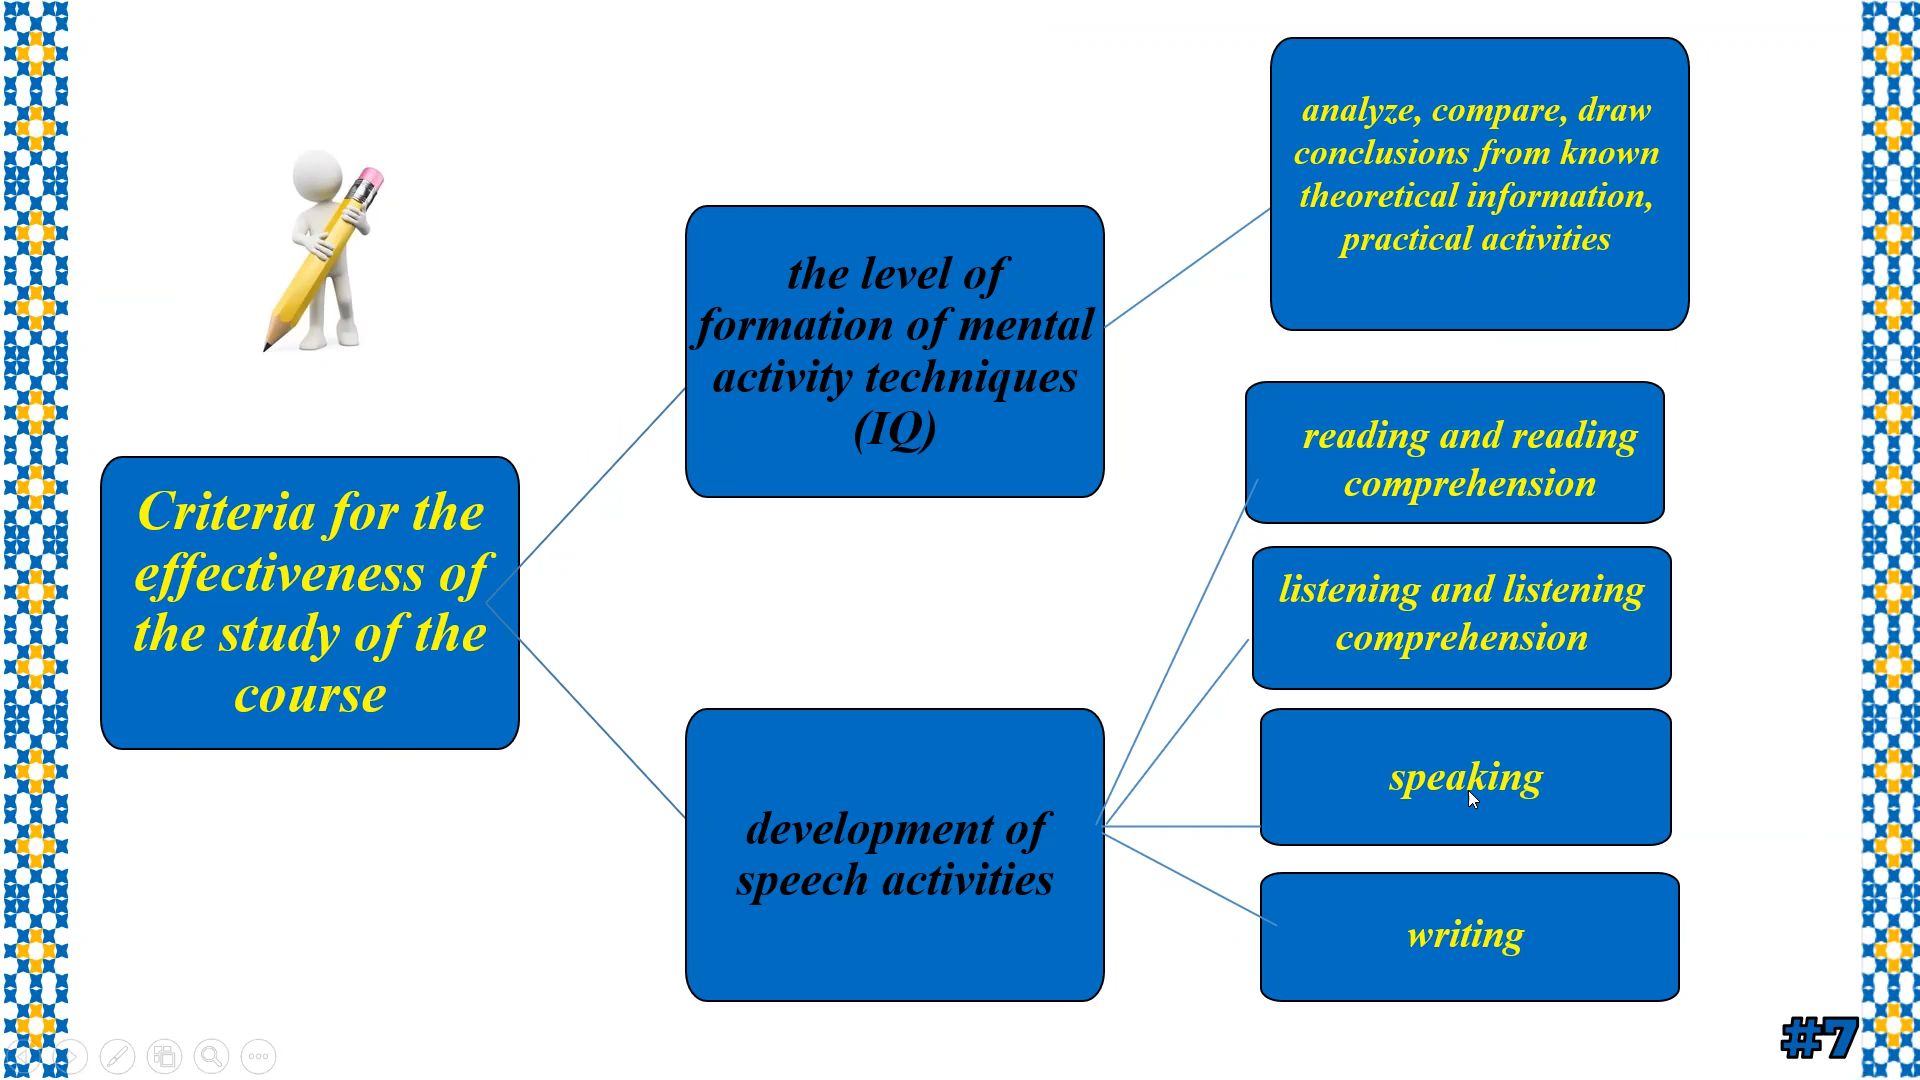 Criteria for the
effectiveness of
the study of the
course
the level of
formation of mental
activity techniques
(IQ)
development of
speech activities
analyze, compare, draw
conclusions from known
theoretical information,
practical activities
reading and reading
comprehension
listening and listening
comprehension
speaking
writing
#7